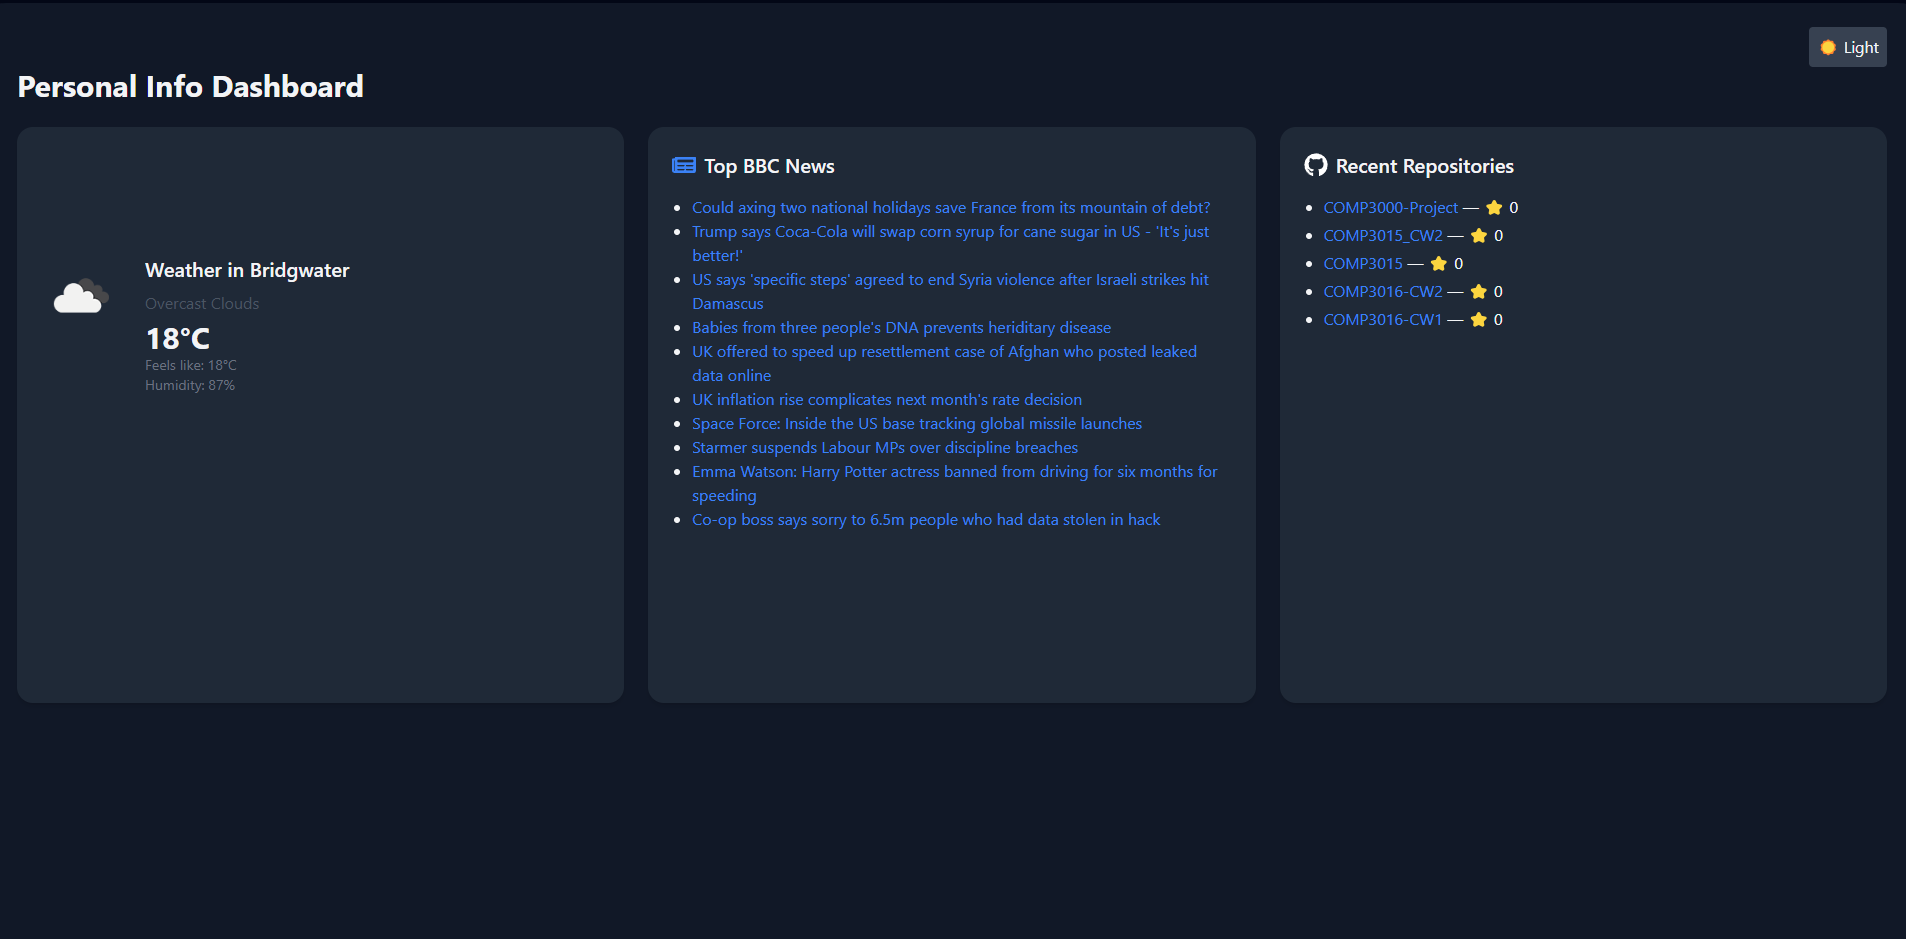 Light
Personal Info Dashboard
Weather in Bridgwater
Overcast Clouds
18°C
Feels like: 18°C
Humidity: 87%
Top BBC News
Could axing two national holidays save France from its mountain of debt?
Trump says Coca-Cola will swap corn syrup for cane sugar in US - 'It's just
better!'
US says 'specific steps' agreed to end Syria violence after Israeli strikes hit
Damascus
Babies from three people's DNA prevents heriditary disease
UK offered to speed up resettlement case of Afghan who posted leaked
data online
UK inflation rise complicates next month's rate decision
Space Force: Inside the US base tracking global missile launches
Starmer suspends Labour MPs over discipline breaches
Emma Watson: Harry Potter actress banned from driving for six months for
speeding
Co-op boss says sorry to 6.5m people who had data stolen in hack
Recent Repositories
COMP3000-Project — ⭐ 0
COMP3015_CW2 — ⭐ 0
COMP3015 — ⭐ 0
COMP3016-CW2 — ⭐ 0
COMP3016-CW1 — ⭐ 0